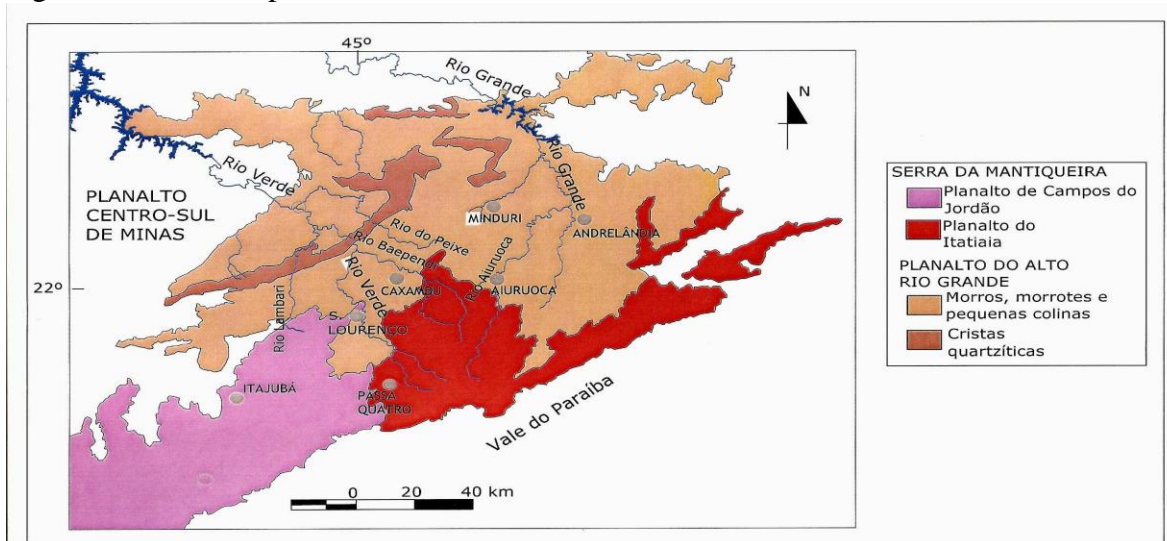 45º
Rio Grande
N
Rio Verde
Rio Grande
PLANALTO
CENTRO-SUL
DE MINAS
MINDURI
ANDRELÂNDIA
Rio do Peixe
Rio Baependi
Rio Aiuruoca
22º
Rio Verde
CAXAMBU
AIURUOCA
Rio Lambari
S.
LOURENÇO
ITAJUBÁ
PASSA
QUATRO
Vale do Paraíba
0 20 40 km
SERRA DA MANTIQUEIRA
Planalto de Campos do
Jordão
Planalto do
Itatiaia
PLANALTO DO ALTO
RIO GRANDE
Morros, morrotes e
pequenas colinas
Cristas
quartzíticas